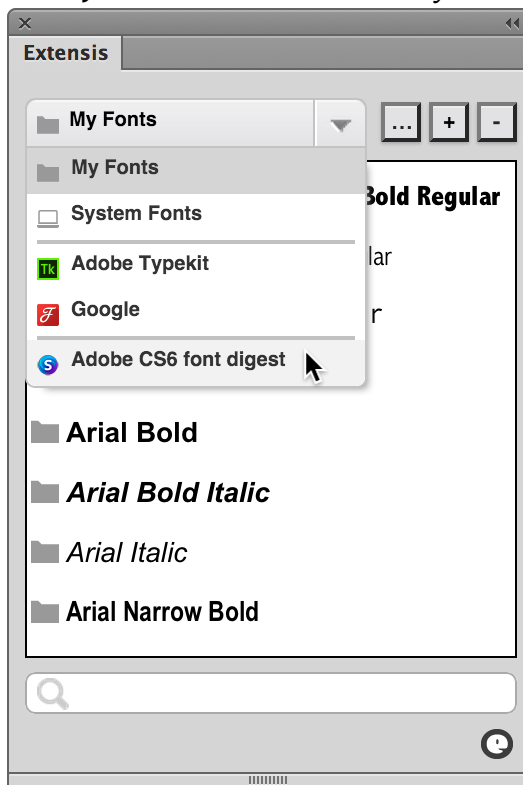 Extensis
My Fonts
... + -
My Fonts
Bold Regular
System Fonts
lar
Adobe Typekit
Tk
Google
r
Adobe CS6 font digest
Arial Bold
Arial Bold Italic
Arial Italic
Arial Narrow Bold